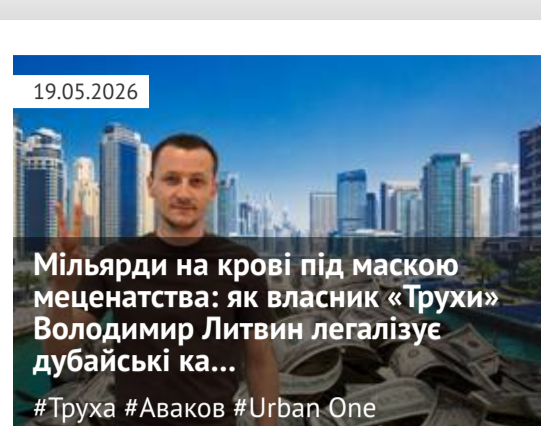 19.05.2026
Мільярди на крові під маскою
меценатства: як власник «Трухи»
Володимир Литвин легалізує
дубайські ка...
#Труха #Аваков #Urban One